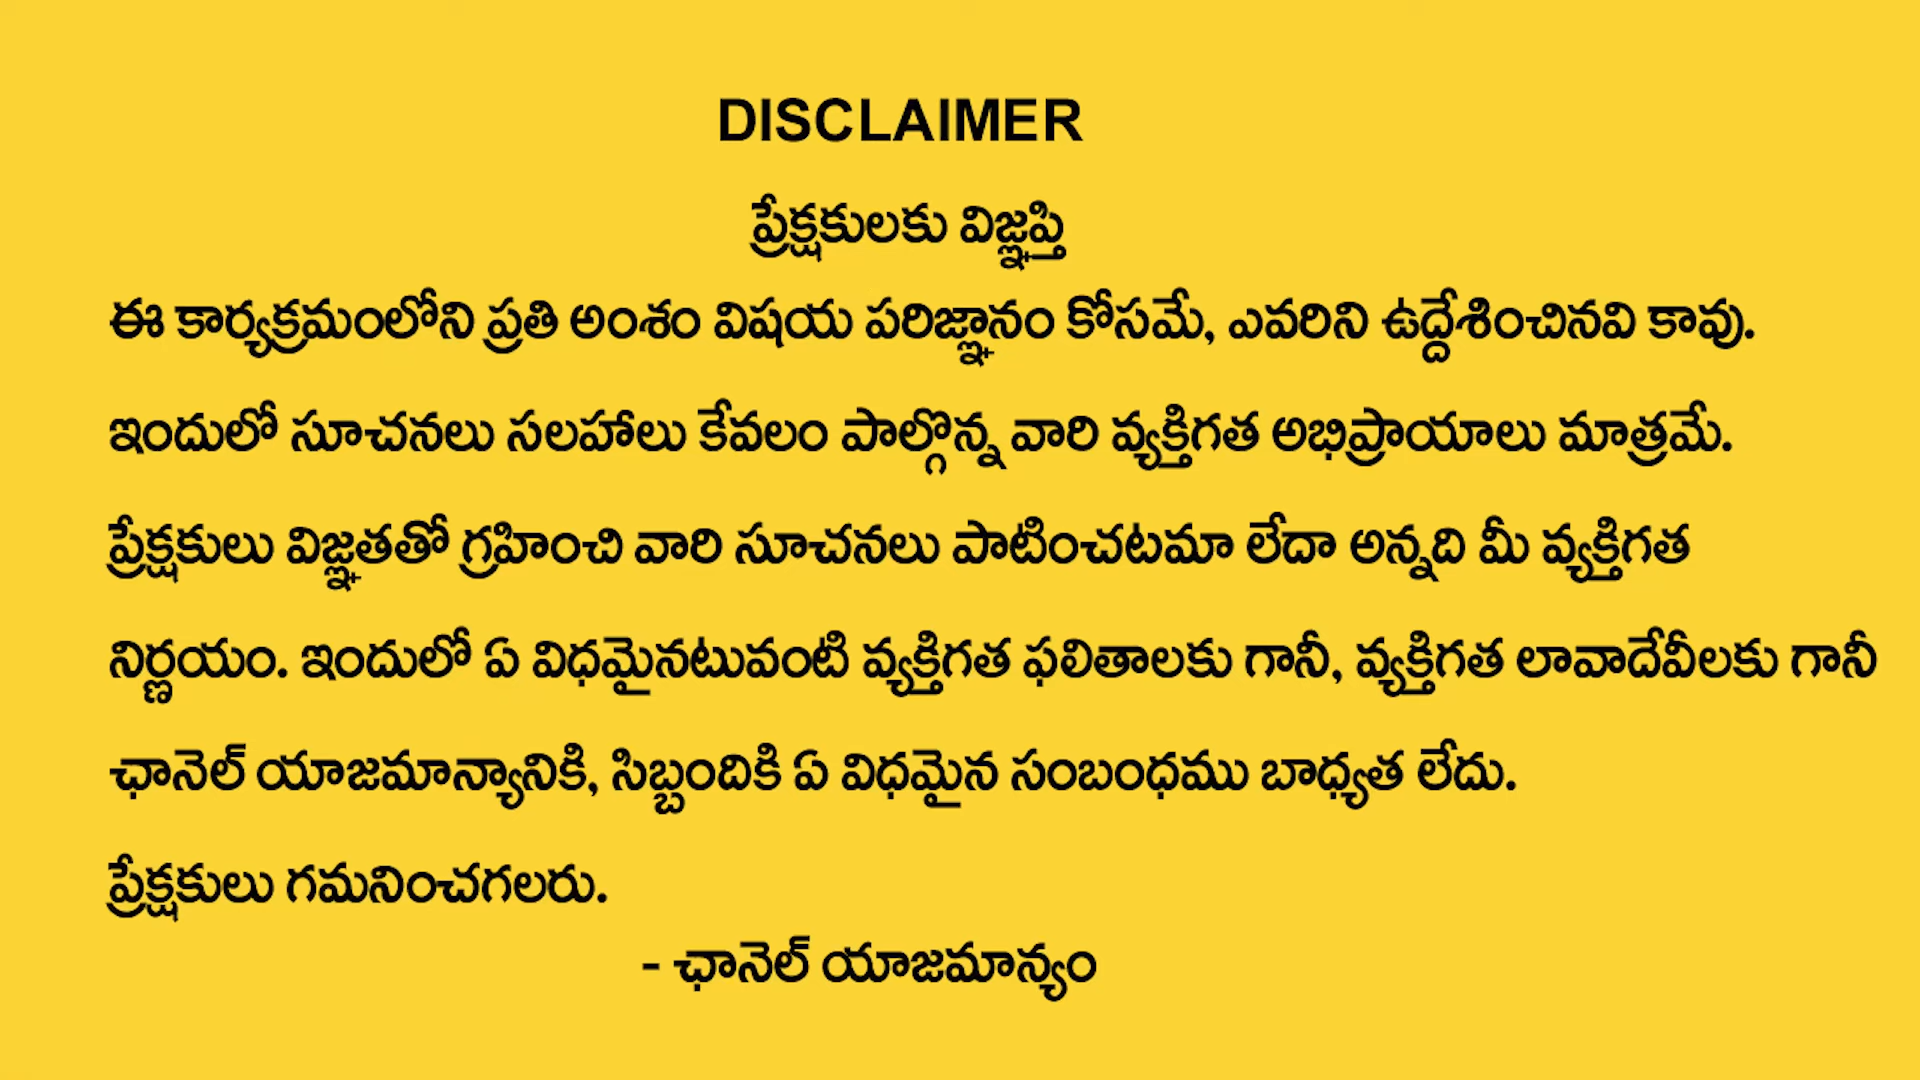 DISCLAIMER
ప్రేక్షకులకు విజ్ఞప్తి
ఈ కార్యక్రమంలోని ప్రతి అంశం విషయ పరిజ్ఞానం కోసమే, ఎవరిని ఉద్దేశించినవి కావు.
ఇందులో సూచనలు సలహాలు కేవలం పాల్గొన్న వారి వ్యక్తిగత అభిప్రాయాలు మాత్రమే.
ప్రేక్షకులు విజ్ఞతతో గ్రహించి వారి సూచనలు పాటించటమా లేదా అన్నది మీ వ్యక్తిగత
నిర్ణయం. ఇందులో ఏ విధమైనటువంటి వ్యక్తిగత ఫలితాలకు గానీ, వ్యక్తిగత లావాదేవీలకు గానీ
ఛానెల్ యాజమాన్యానికి, సిబ్బందికి ఏ విధమైన సంబంధము బాధ్యత లేదు.
ప్రేక్షకులు గమనించగలరు.
- ఛానెల్ యాజమాన్యం